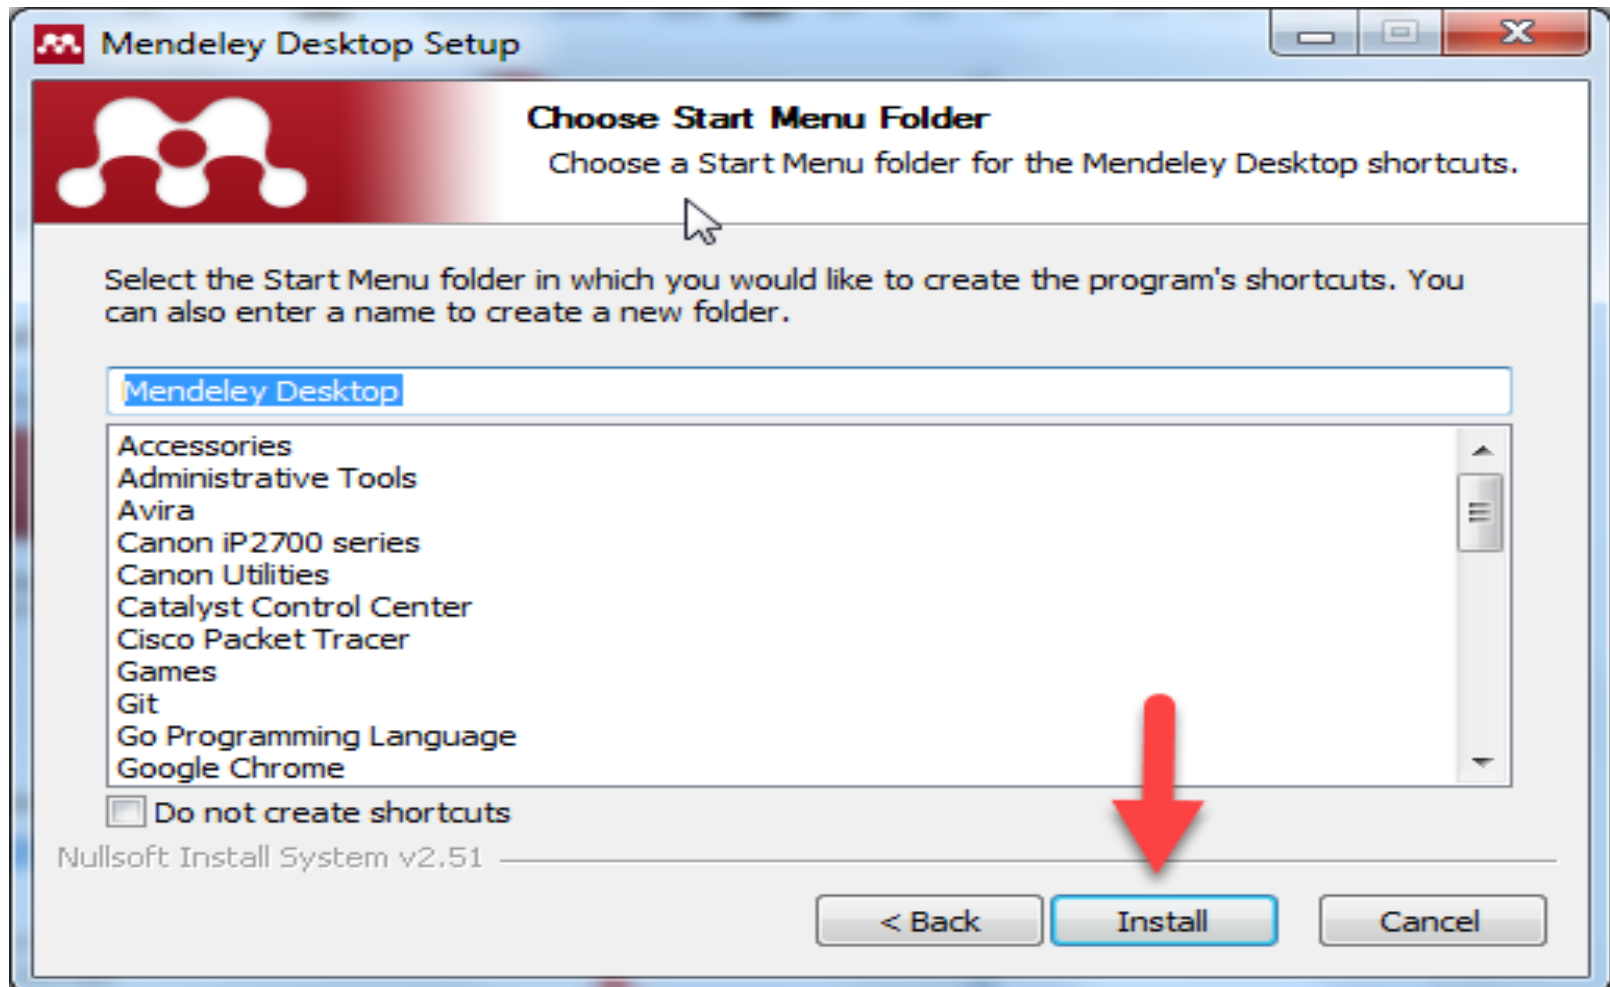 Mendeley Desktop Setup
Choose Start Menu Folder
Choose a Start Menu folder for the Mendeley Desktop shortcuts.
Select the Start Menu folder in which you would like to create the program's shortcuts. You
can also enter a name to create a new folder.
Mendeley Desktop
Accessories
Administrative Tools
Avira
Canon iP2700 series
Canon Utilities
Catalyst Control Center
Cisco Packet Tracer
Games
Git
Go Programming Language
Google Chrome
Do not create shortcuts
Nullsoft Install System v2.51
< Back Install Cancel